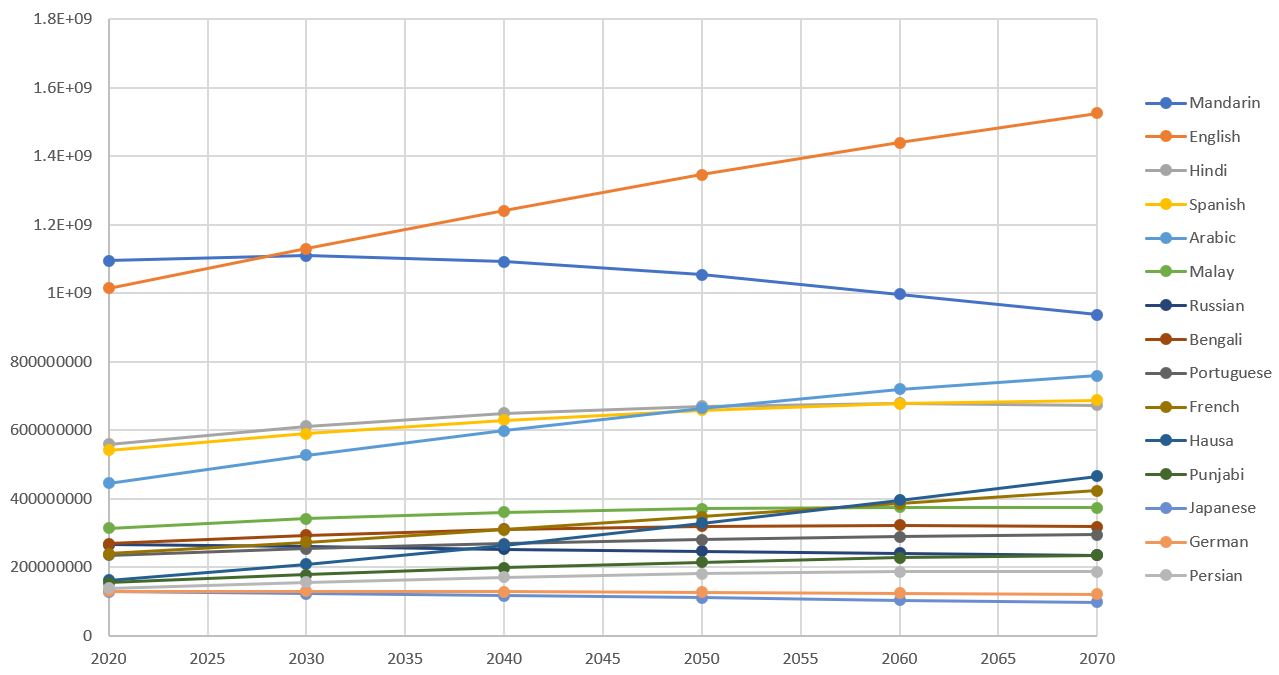 1.8E+09
1.6E+09
1.4E+09
1.2E+09
1E+09
800000000
600000000
400000000
200000000
0
2020 2025 2030 2035 2040 2045 2050 2055 2060 2065 2070
Mandarin
English
Hindi
Spanish
Arabic
Malay
Russian
Bengali
Portuguese
French
Hausa
Punjabi
Japanese
German
Persian